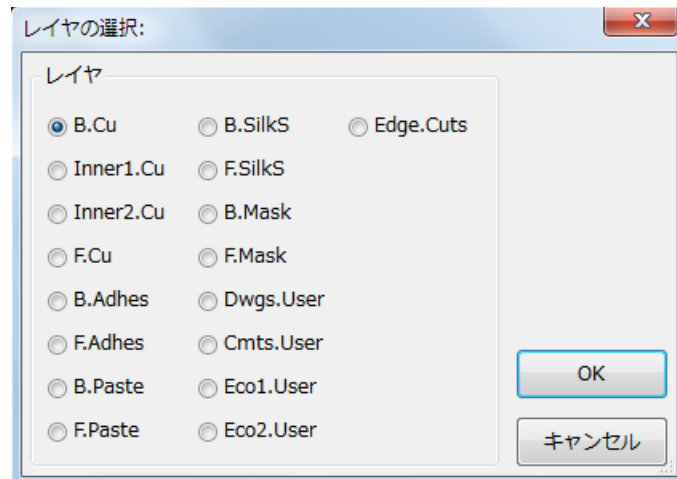 レイヤの選択:
レイヤ
B.Cu
Inner1.Cu
Inner2.Cu
F.Cu
B.Adhes
F.Adhes
B.Paste
F.Paste
B.SilkS
F.SilkS
B.Mask
F.Mask
Dwgs.User
Cmts.User
Eco1.User
Eco2.User
Edge.Cuts
OK
キャンセル